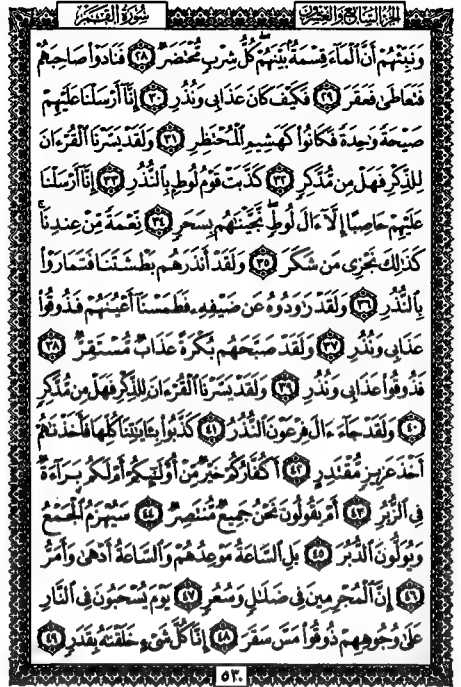 الجزء السابع والعشرون
سُورَةُ القَمَر
وَنَبِّئْهُمْ أَنَّ ٱلْمَآءَ قِسْمَةٌۢ بَيْنَهُمْ كُلُّ شِرْبٍ مُّحْتَضَرٌ ٢٨ فَنَادَوْا۟ صَاحِبَهُمْ
فَتَعَاطَىٰ فَعَقَرَ ٢٩ فَكَيْفَ كَانَ عَذَابِى وَنُذُرِ ٣٠ إِنَّآ أَرْسَلْنَا عَلَيْهِمْ
صَيْحَةً وَٰحِدَةً فَكَانُوا۟ كَهَشِيمِ ٱلْمُحْتَظِرِ ٣١ وَلَقَدْ يَسَّرْنَا ٱلْقُرْءَانَ
لِلذِّكْرِ فَهَلْ مِن مُّدَّكِرٍ ٣٢ كَذَّبَتْ قَوْمُ لُوطٍۭ بِٱلنُّذُرِ ٣٣ إِنَّآ أَرْسَلْنَا
عَلَيْهِمْ حَاصِبًا إِلَّآ ءَالَ لُوطٍ نَّجَّيْنَٰهُم بِسَحَرٍ ٣٤ نِّعْمَةً مِّنْ عِندِنَا
كَذَٰلِكَ نَجْزِى مَن شَكَرَ ٣٥ وَلَقَدْ أَنذَرَهُم بَطْشَتَنَا فَتَمَارَوْا۟
بِٱلنُّذُرِ ٣٦ وَلَقَدْ رَٰوَدُوهُ عَن ضَيْفِهِۦ فَطَمَسْنَآ أَعْيُنَهُمْ فَذُوقُوا۟
عَذَابِى وَنُذُرِ ٣٧ وَلَقَدْ صَبَّحَهُم بُكْرَةً عَذَابٌ مُّسْتَقِرٌّ ٣٨
فَذُوقُوا۟ عَذَابِى وَنُذُرِ ٣٩ وَلَقَدْ يَسَّرْنَا ٱلْقُرْءَانَ لِلذِّكْرِ فَهَلْ مِن مُّدَّكِرٍ
٤٠ وَلَقَدْ جَآءَ ءَالَ فِرْعَوْنَ ٱلنُّذُرُ ٤١ كَذَّبُوا۟ بِـَٔايَٰتِنَا كُلِّهَا فَأَخَذْنَٰهُمْ
أَخْذَ عَزِيزٍ مُّقْتَدِرٍ ٤٢ أَكُفَّارُكُمْ خَيْرٌ مِّنْ أُو۟لَٰٓئِكُمْ أَمْ لَكُم بَرَآءَةٌ
فِى ٱلزُّبُرِ ٤٣ أَمْ يَقُولُونَ نَحْنُ جَمِيعٌ مُّنتَصِرٌ ٤٤ سَيُهْزَمُ ٱلْجَمْعُ
وَيُوَلُّونَ ٱلدُّبُرَ ٤٥ بَلِ ٱلسَّاعَةُ مَوْعِدُهُمْ وَٱلسَّاعَةُ أَدْهَىٰ وَأَمَرُّ
٤٦ إِنَّ ٱلْمُجْرِمِينَ فِى ضَلَٰلٍ وَسُعُرٍ ٤٧ يَوْمَ يُسْحَبُونَ فِى ٱلنَّارِ
عَلَىٰ وُجُوهِهِمْ ذُوقُوا۟ مَسَّ سَقَرَ ٤٨ إِنَّا كُلَّ شَىْءٍ خَلَقْنَٰهُ بِقَدَرٍ ٤٩
٥٣٠